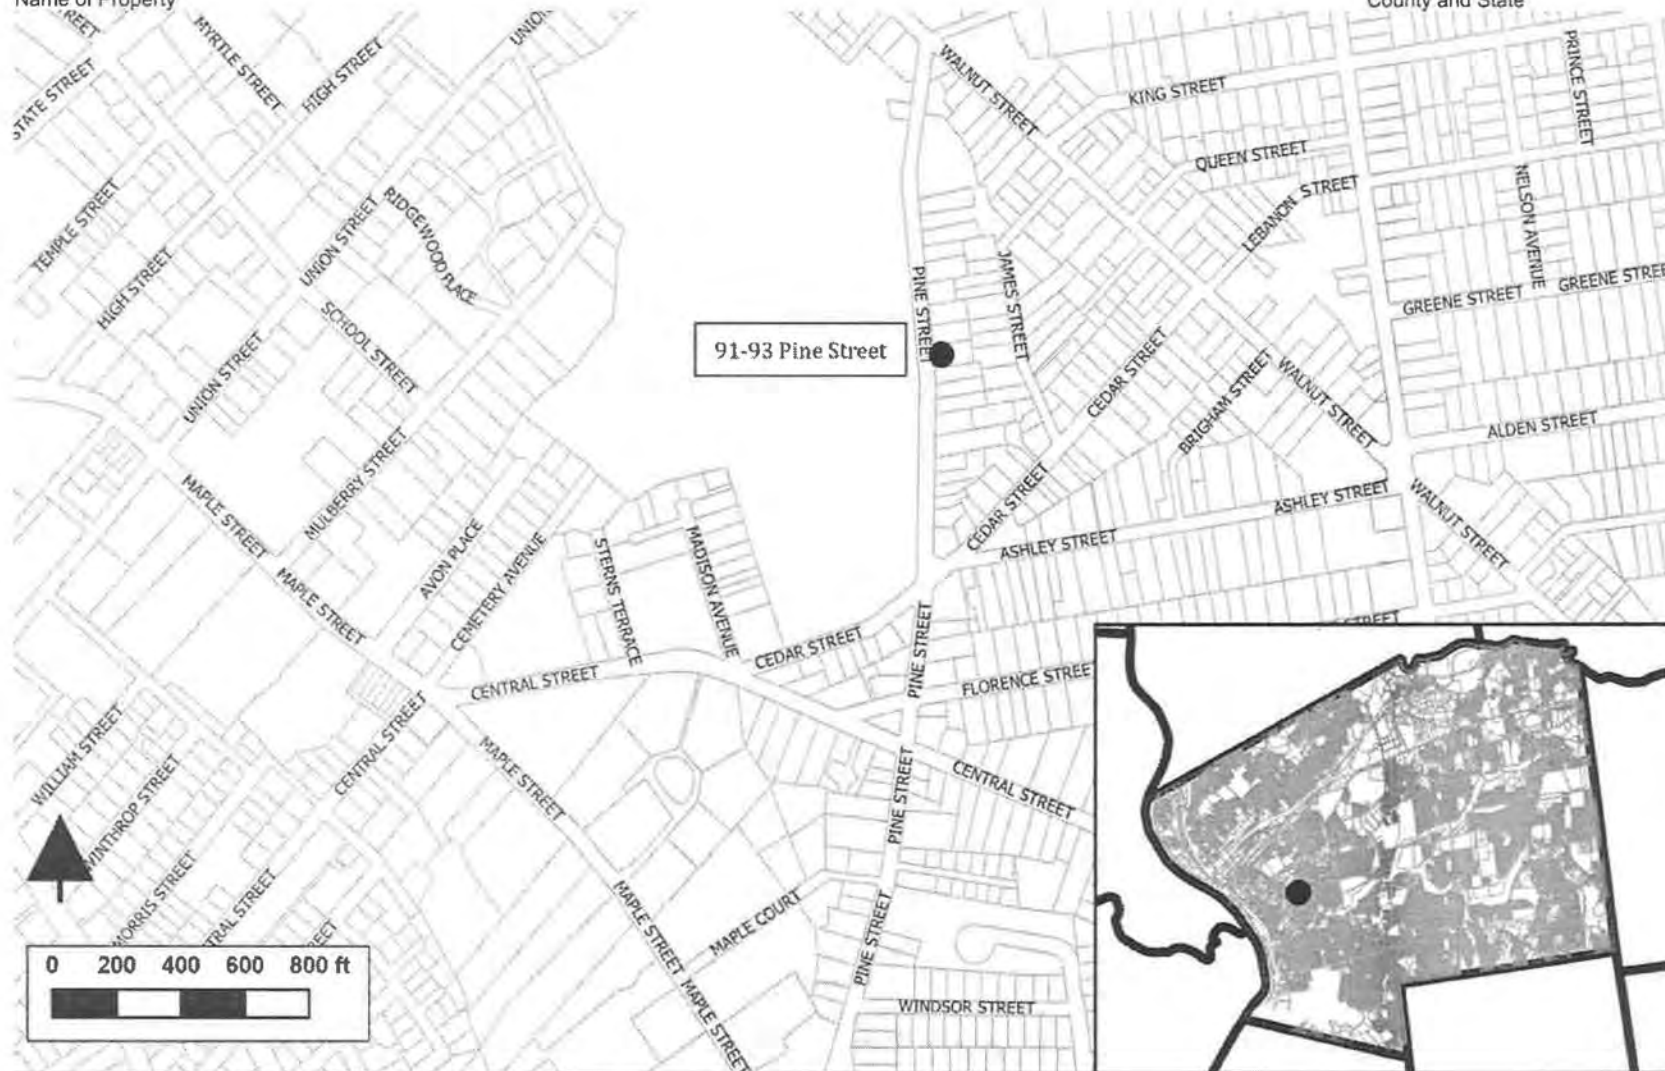 Name of Property
County and State
STREET
MYRTLE STREET
HIGH STREET
UNION
WALNUT STREET
KING STREET
PRINCE STREET
STATE STREET
QUEEN STREET
TEMPLE STREET
UNION STREET
RIDGEWOOD PLACE
LEBANON STREET
NELSON AVENUE
HIGH STREET
PINE STREET
JAMES STREET
GREENE STREET
GREENE STREE
SCHOOL STREET
91-93 Pine Street
UNION STREET
CEDAR STREET
BRIGHAM STREET
WALNUT STREET
ALDEN STREET
MULBERRY STREET
MAPLE STREET
CEDAR STREET
ASHLEY STREET
ASHLEY STREET
WALNUT STREET
AVON PLACE
CEMETERY AVENUE
STERNS TERRACE
MADISON AVENUE
MAPLE STREET
CEDAR STREET
PINE STREET
STREET
CENTRAL STREET
FLORENCE STREE
WILLIAM STREET
CENTRAL STREET
MAPLE STREET
WINTHROP STREET
PINE STREET
CENTRAL STREET
MORRIS STREET
TRAL STREET
REET
MAPLE STREET
MAPLE COURT
PINE STREET
MAPLE STREET
WINDSOR STREET
0 200 400 600 800 ft